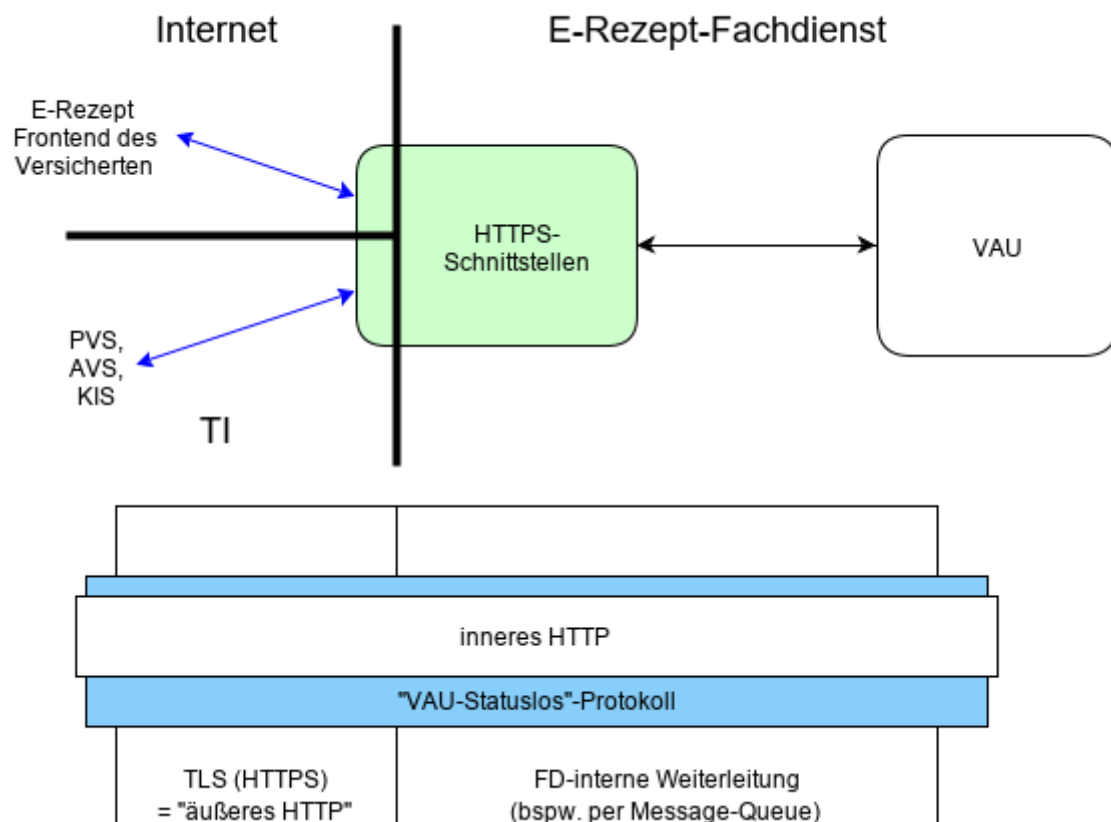 Internet
E-Rezept-Fachdienst
E-Rezept
Frontend des
Versicherten
HTTPS-
Schnittstellen
VAU
PVS,
AVS,
KIS
TI
inneres HTTP
"VAU-Statuslos"-Protokoll
TLS (HTTPS)
= "äußeres HTTP"
FD-interne Weiterleitung
(bspw. per Message-Queue)